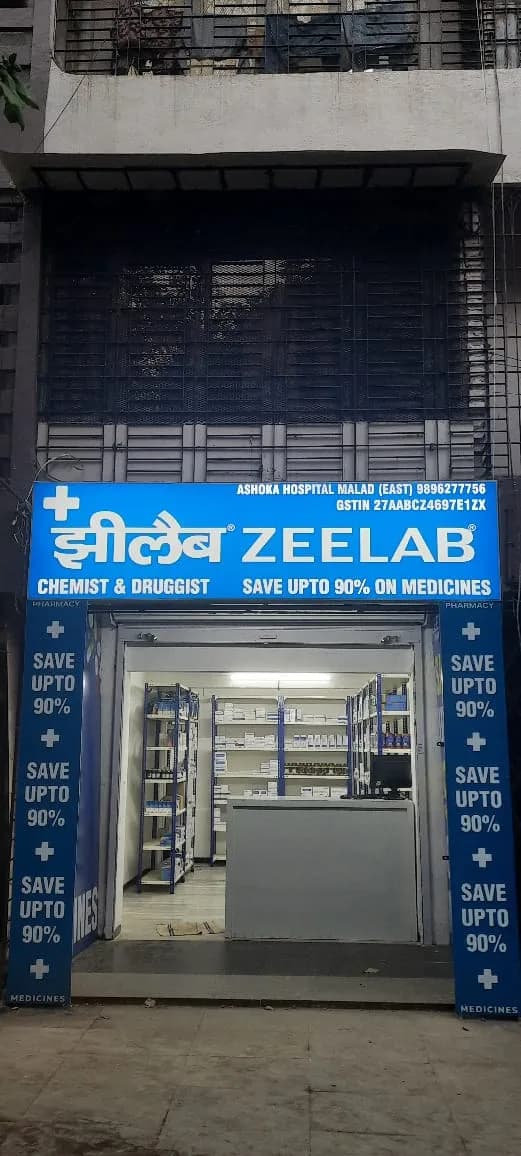 ASHOKA HOSPITAL MALAD (EAST) 9896277756
GSTIN 27AABCZ4697E1ZX
झीलैब® ZEELAB®
CHEMIST & DRUGGIST SAVE UPTO 90% ON MEDICINES
PHARMACY
SAVE
UPTO
90%
SAVE
UPTO
90%
SAVE
UPTO
90%
MEDICINES
INES
PHARMACY
SAVE
UPTO
90%
SAVE
UPTO
90%
SAVE
UPTO
90%
MEDICINES